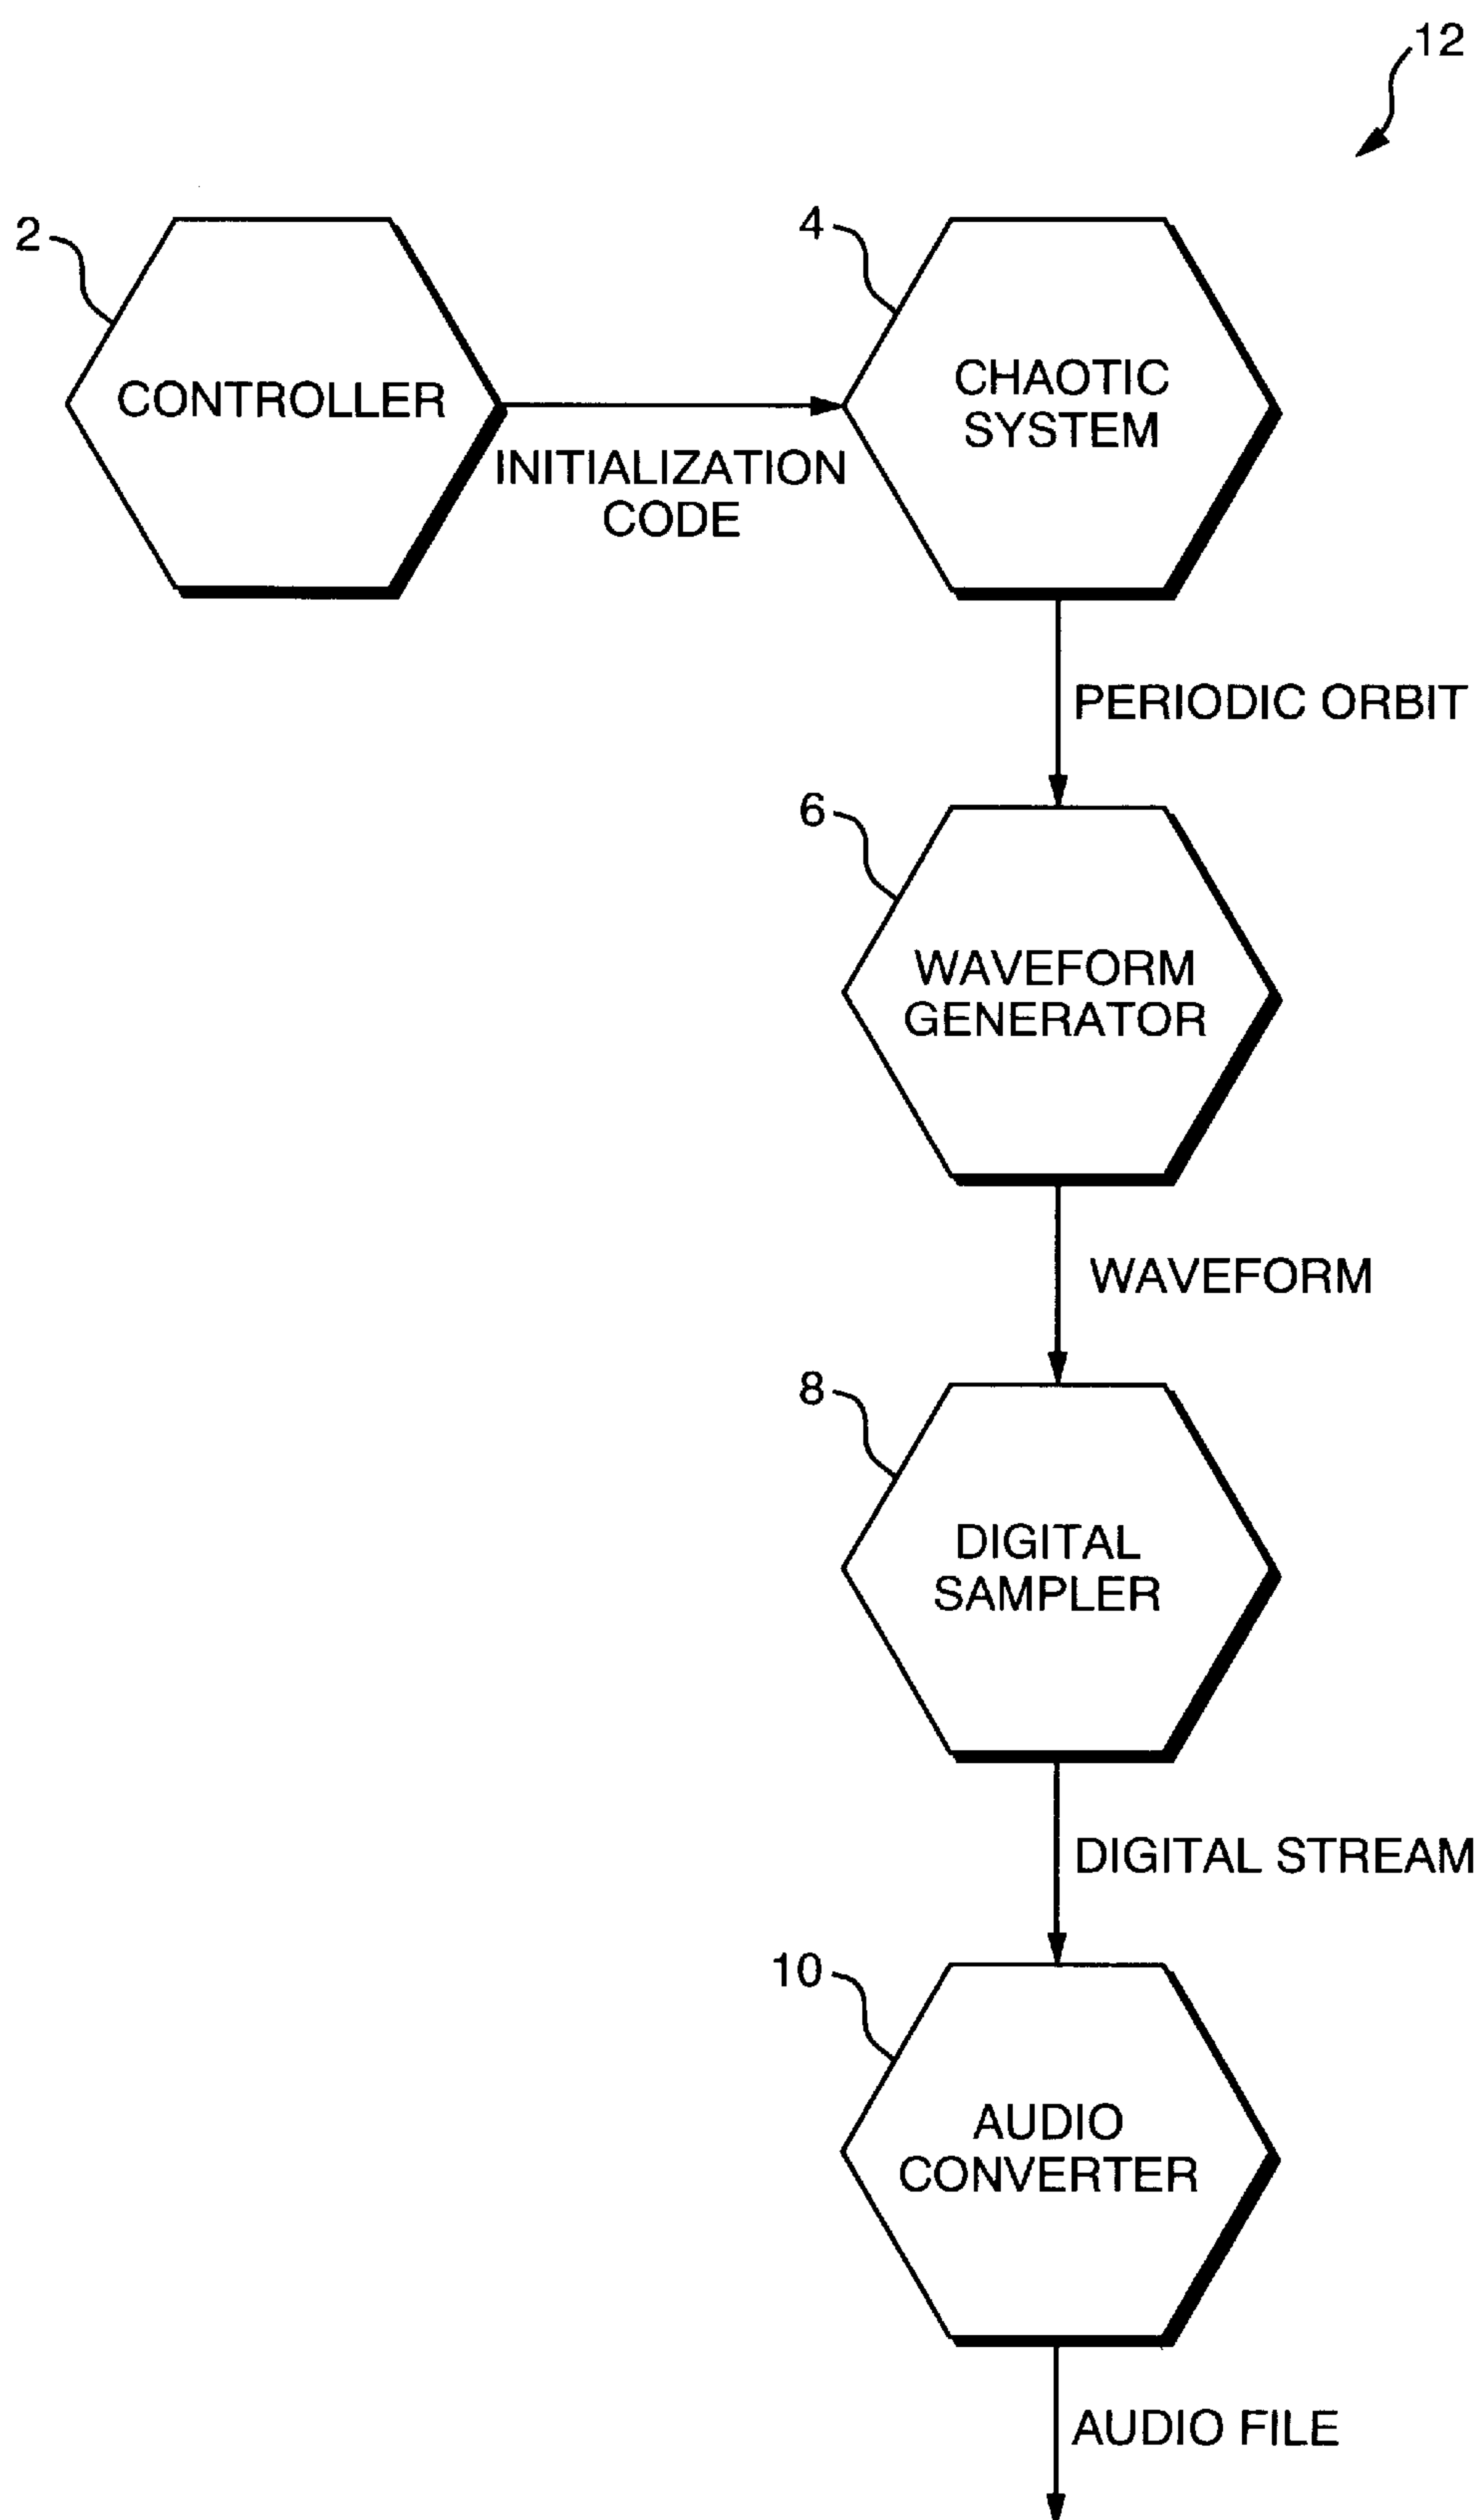 12
2
4
CONTROLLER
CHAOTIC
SYSTEM
INITIALIZATION
CODE
PERIODIC ORBIT
6
WAVEFORM
GENERATOR
WAVEFORM
8
DIGITAL
SAMPLER
DIGITAL STREAM
10
AUDIO
CONVERTER
AUDIO FILE